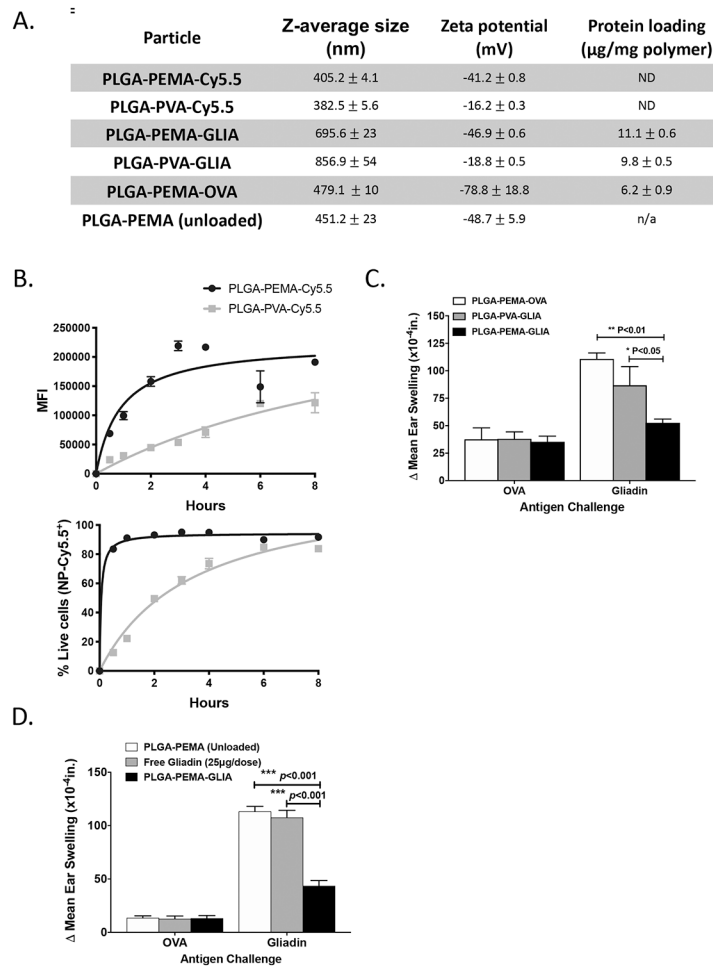 A.
Particle Z-average size (nm) Zeta potential (mV) Protein loading (µg/mg polymer)
PLGA-PEMA-Cy5.5 405.2 ± 4.1 -41.2 ± 0.8 ND
PLGA-PVA-Cy5.5 382.5 ± 5.6 -16.2 ± 0.3 ND
PLGA-PEMA-GLIA 695.6 ± 23 -46.9 ± 0.6 11.1 ± 0.6
PLGA-PVA-GLIA 856.9 ± 54 -18.8 ± 0.5 9.8 ± 0.5
PLGA-PEMA-OVA 479.1 ± 10 -78.8 ± 18.8 6.2 ± 0.9
PLGA-PEMA (unloaded) 451.2 ± 23 -48.7 ± 5.9 n/a
B.
PLGA-PEMA-Cy5.5
PLGA-PVA-Cy5.5
MFI
250000
200000
150000
100000
50000
0
0 2 4 6 8
Hours
% Live cells (NP-Cy5.5+)
100
80
60
40
20
0
0 2 4 6 8
Hours
C.
PLGA-PEMA-OVA
PLGA-PVA-GLIA
PLGA-PEMA-GLIA
Δ Mean Ear Swelling (x10-4in.)
150
125
100
75
50
25
0
** P<0.01
* P<0.05
OVA Gliadin
Antigen Challenge
D.
PLGA-PEMA (Unloaded)
Free Gliadin (25µg/dose)
PLGA-PEMA-GLIA
Δ Mean Ear Swelling (x10-4in.)
150
100
50
0
*** p<0.001
*** p<0.001
OVA Gliadin
Antigen Challenge